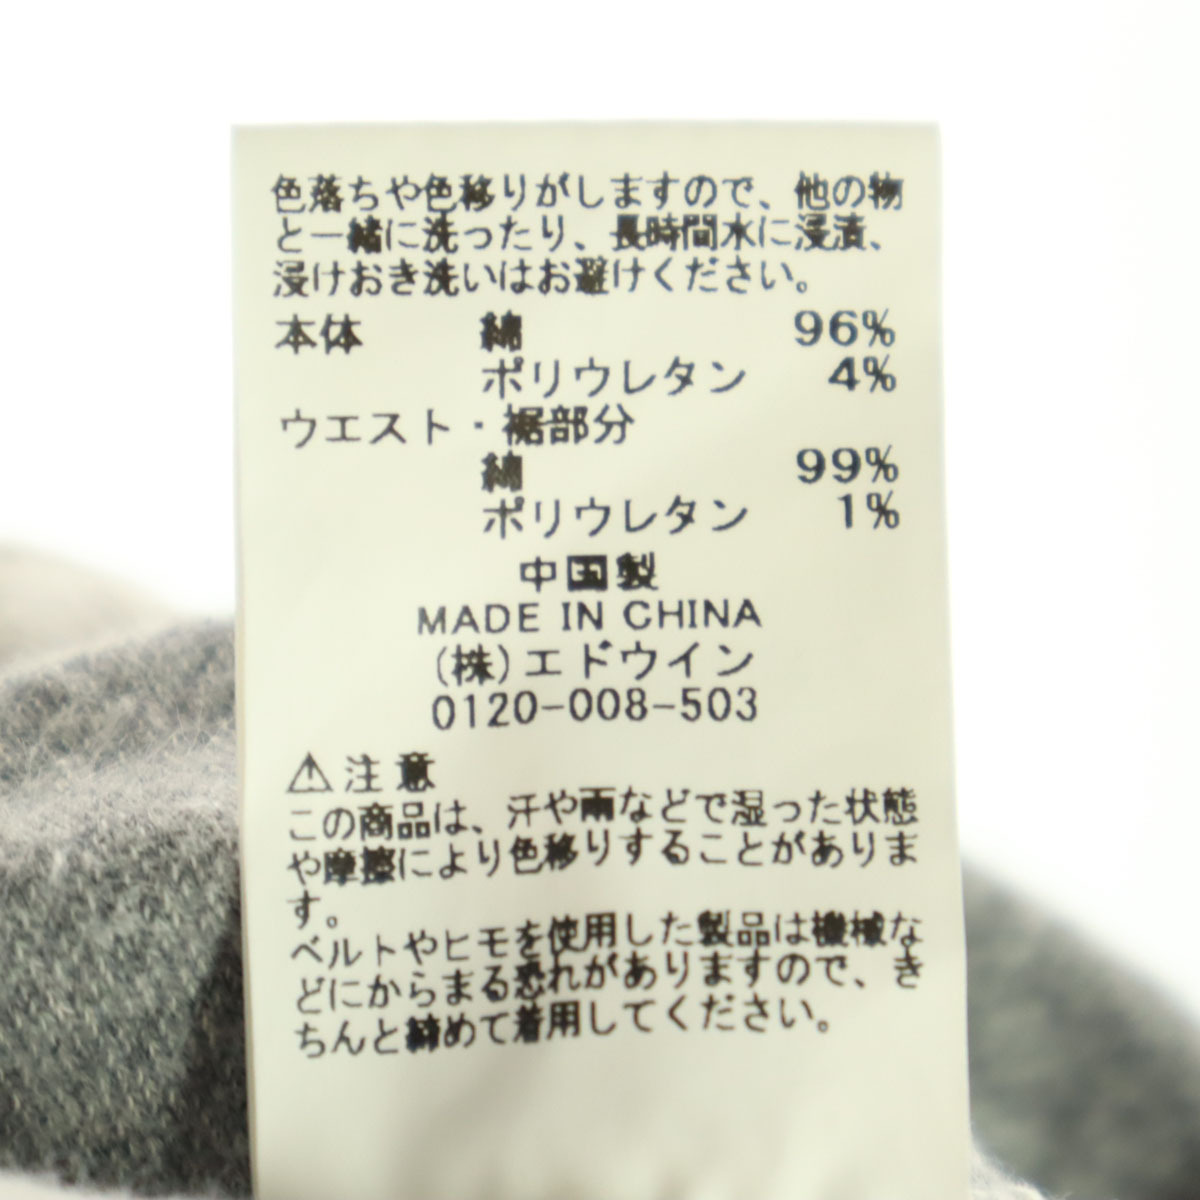 色落ちや色移りがしますので、他の物
と一緒に洗ったり、長時間水に浸漬、
浸けおき洗いはお避けください。
本体 綿 96%
ポリウレタン 4%
ウエスト・裾部分
綿 99%
ポリウレタン 1%
中国製
MADE IN CHINA
(株)エドウイン
0120-008-503
⚠注意
この商品は、汗や雨などで湿った状態
や摩擦により色移りすることがありま
す。
ベルトやヒモを使用した製品は機械な
どにからまる恐れがありますので、き
ちんと締めて着用してください。